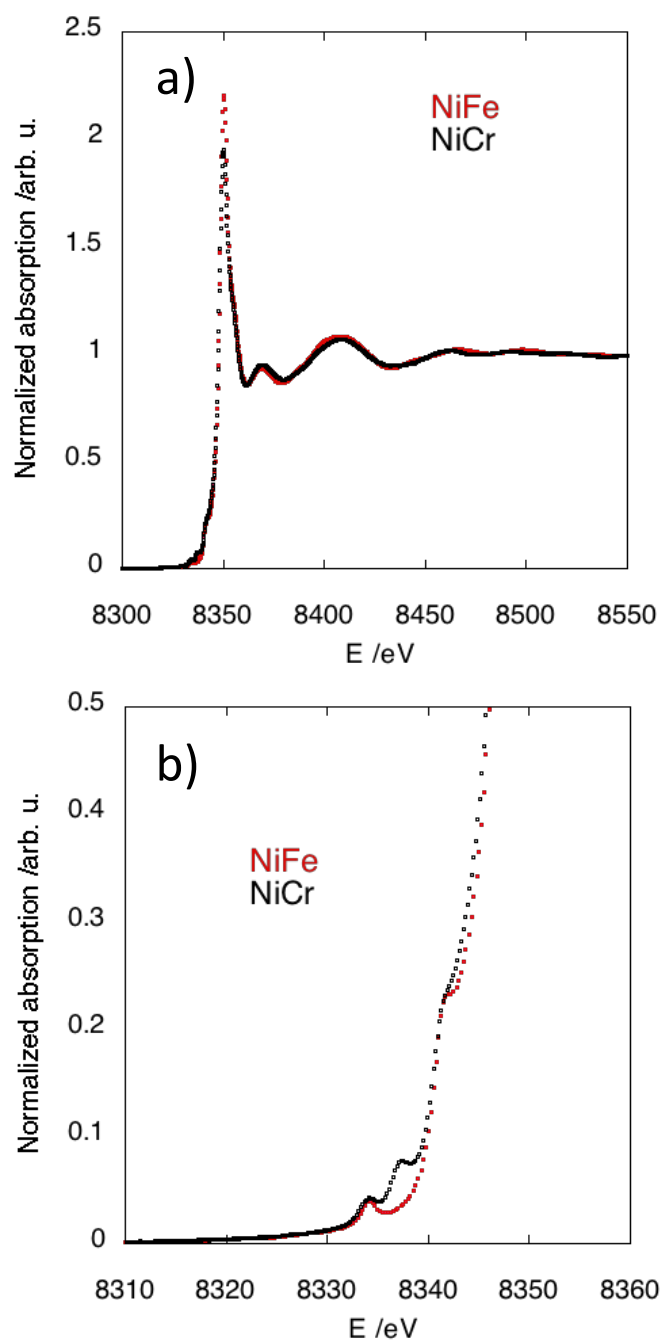 a)
NiFe
NiCr
Normalized absorption /arb. u.
2.5
2
1.5
1
0.5
0
8300 8350 8400 8450 8500 8550
E /eV
b)
NiFe
NiCr
Normalized absorption /arb. u.
0.5
0.4
0.3
0.2
0.1
0
8310 8320 8330 8340 8350 8360
E /eV